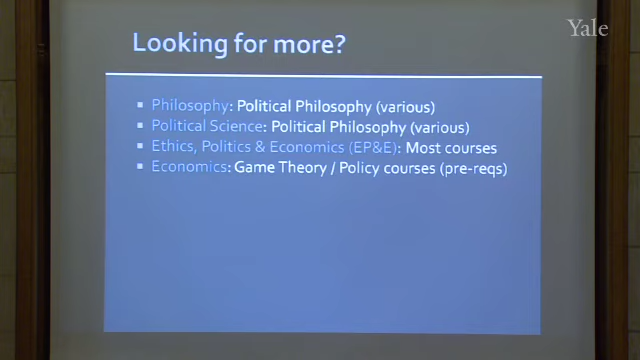 Yale
Looking for more?
Philosophy: Political Philosophy (various)
Political Science: Political Philosophy (various)
Ethics, Politics & Economics (EP&E): Most courses
Economics: Game Theory / Policy courses (pre-reqs)